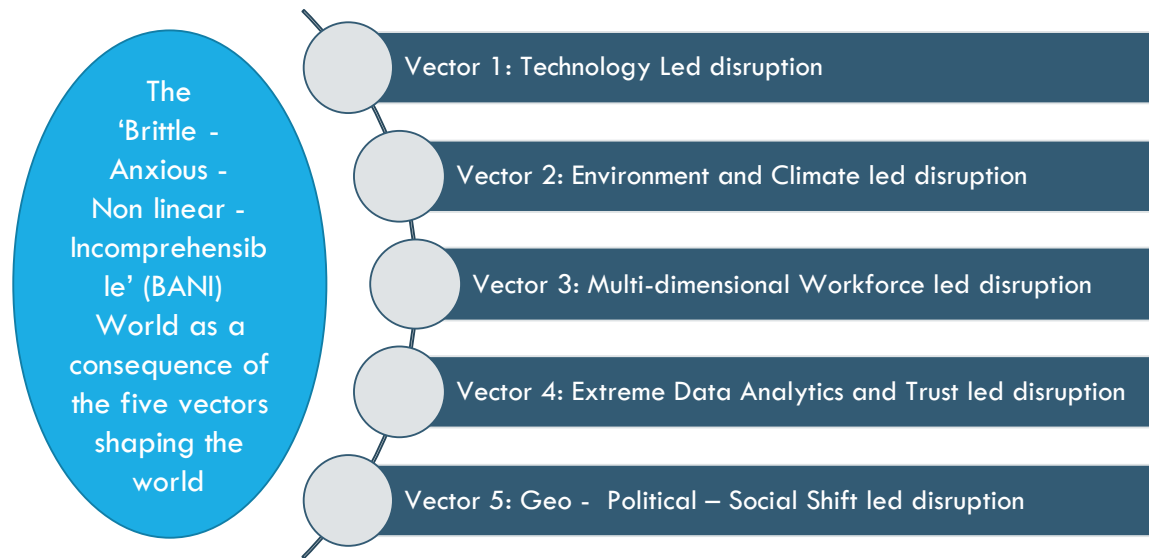 The
‘Brittle -
Anxious -
Non linear -
Incomprehensib
le’ (BANI)
World as a
consequence of
the five vectors
shaping the
world
Vector 1: Technology Led disruption
Vector 2: Environment and Climate led disruption
Vector 3: Multi-dimensional Workforce led disruption
Vector 4: Extreme Data Analytics and Trust led disruption
Vector 5: Geo -  Political – Social Shift led disruption